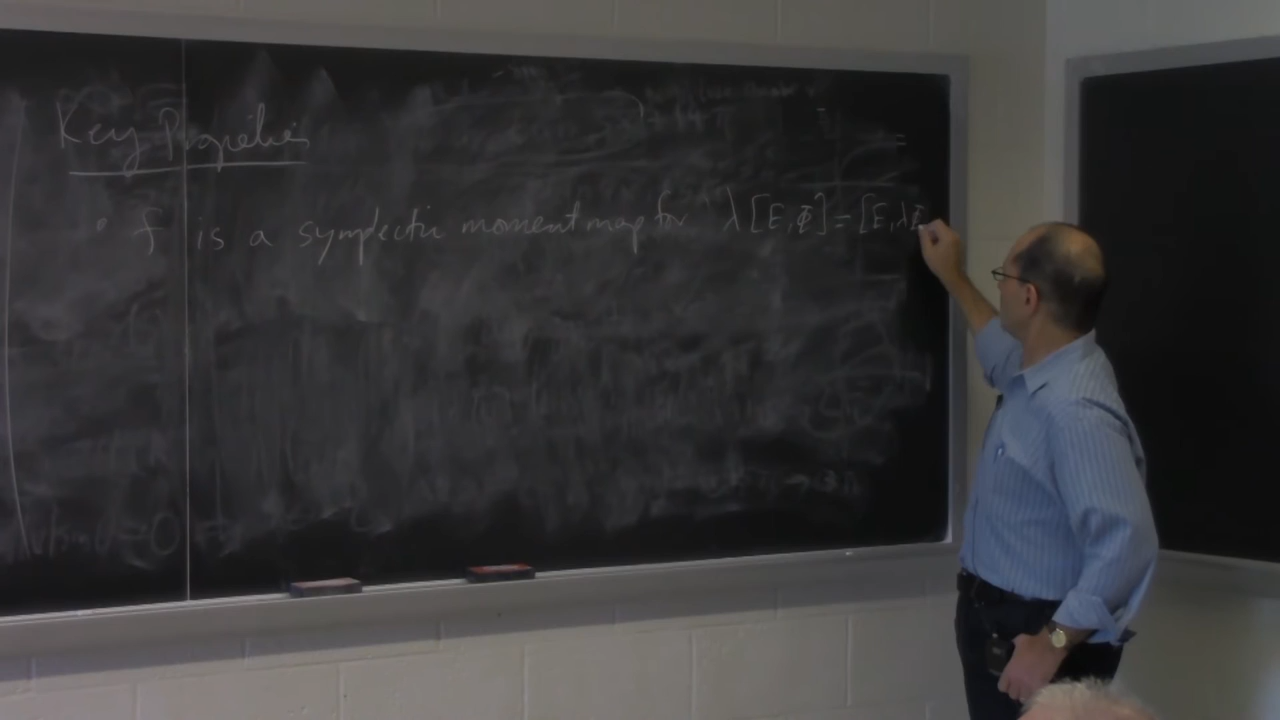 Key Properties
• f is a symplectic moment map for λ[E,Φ]=[E,λΦ